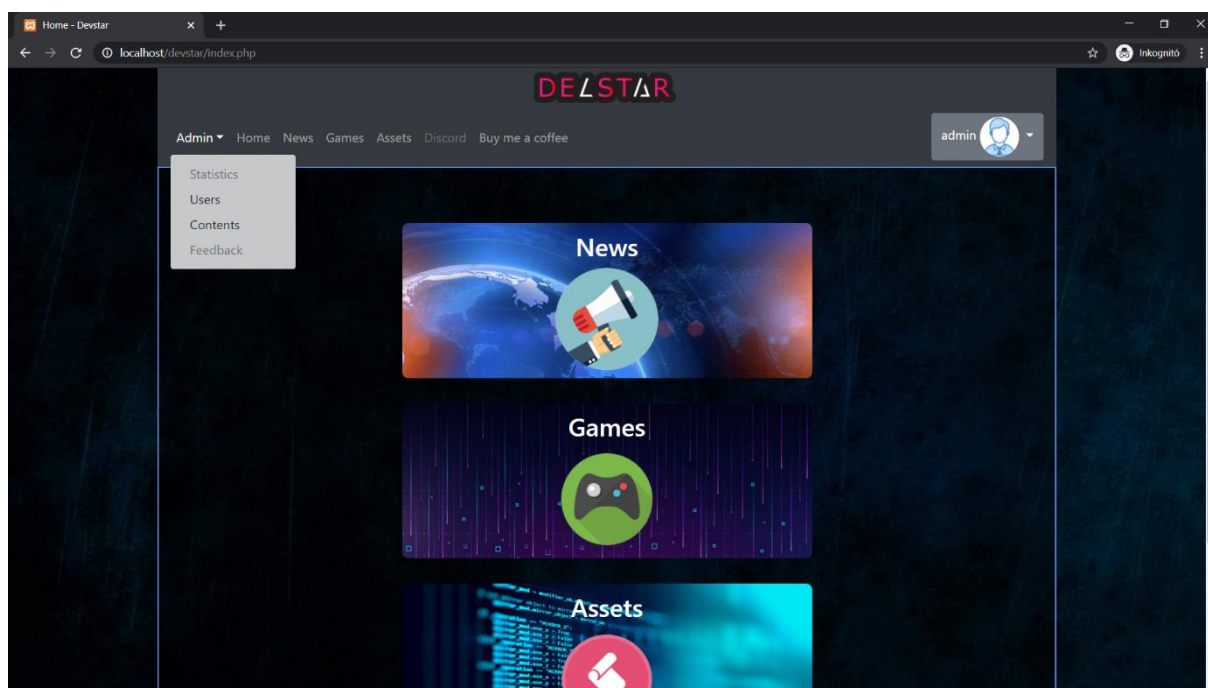 Home - Devstar
localhost/devstar/index.php
Inkognitó
DEVSTAR
Admin Home News Games Assets Discord Buy me a coffee
admin
Statistics
Users
Contents
Feedback
News
Games
Assets